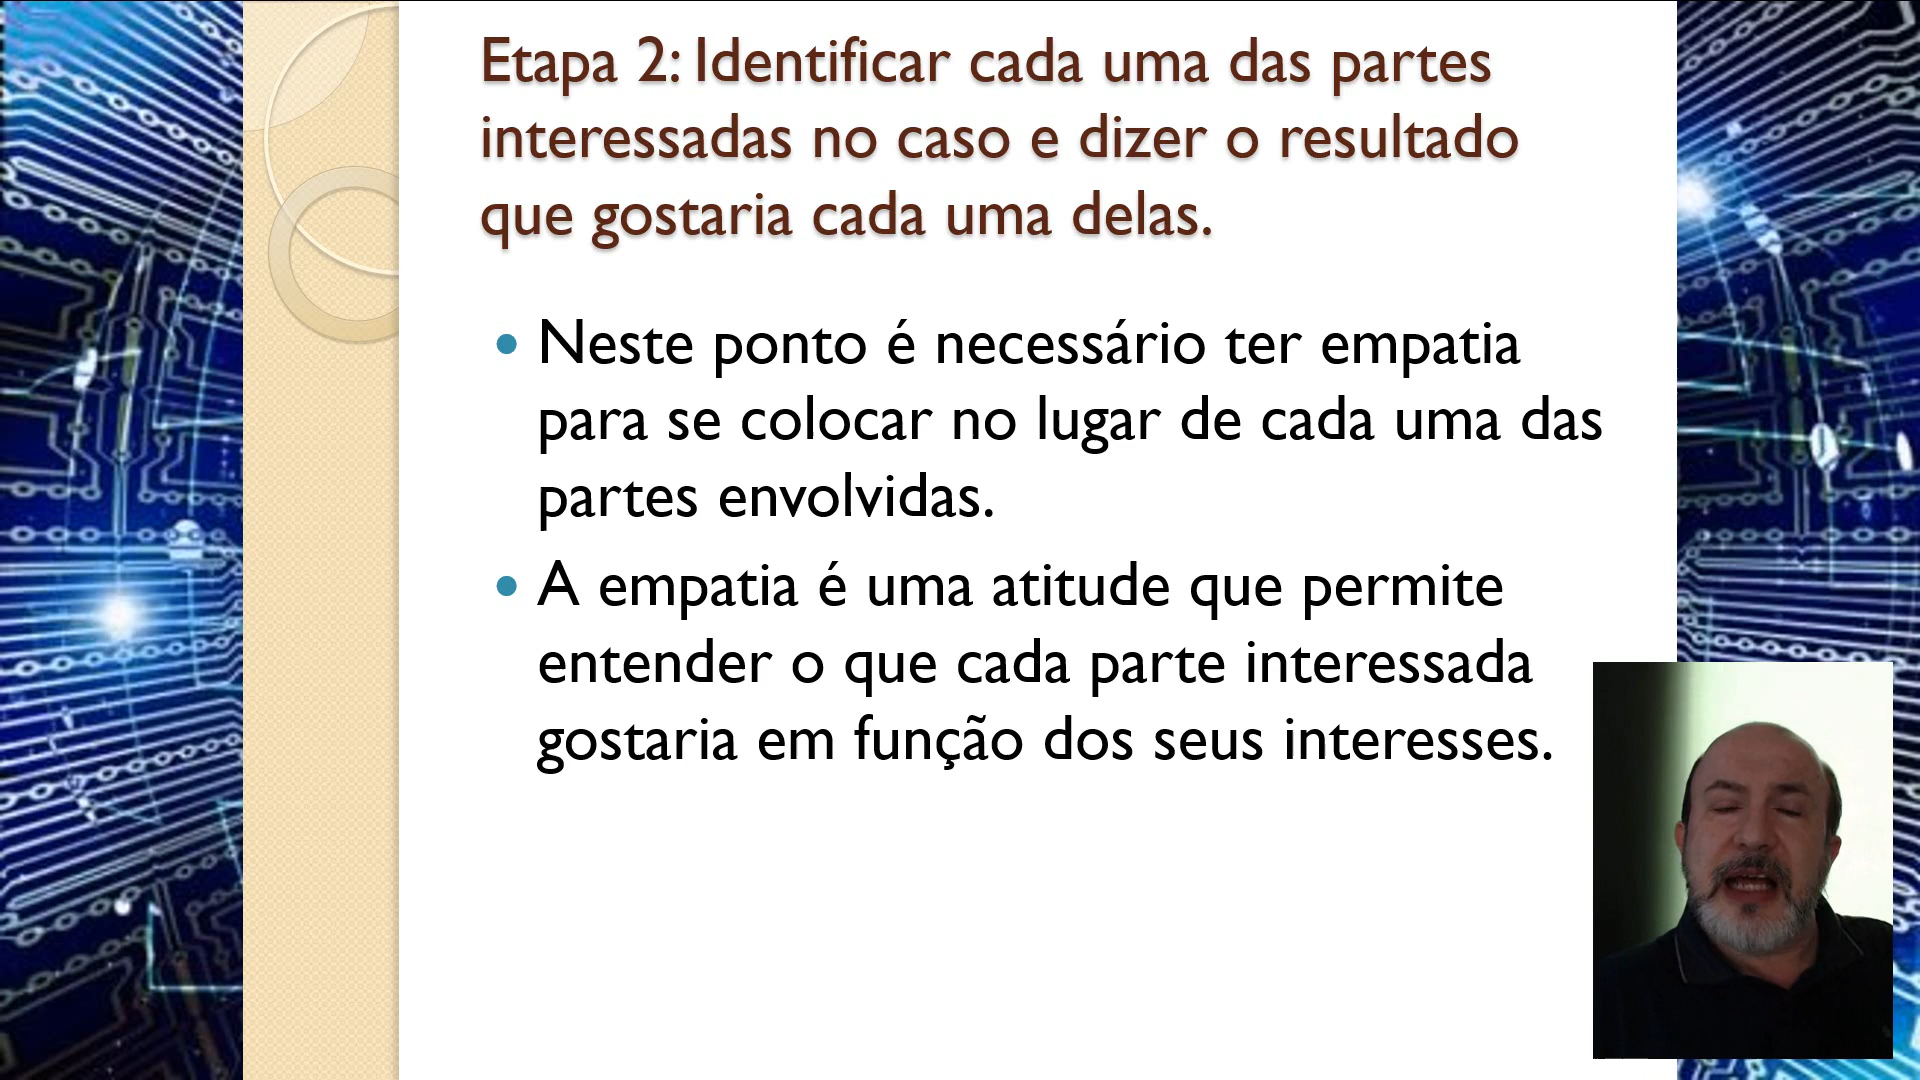 Etapa 2: Identificar cada uma das partes
interessadas no caso e dizer o resultado
que gostaria cada uma delas.
• Neste ponto é necessário ter empatia
para se colocar no lugar de cada uma das
partes envolvidas.
• A empatia é uma atitude que permite
entender o que cada parte interessada
gostaria em função dos seus interesses.